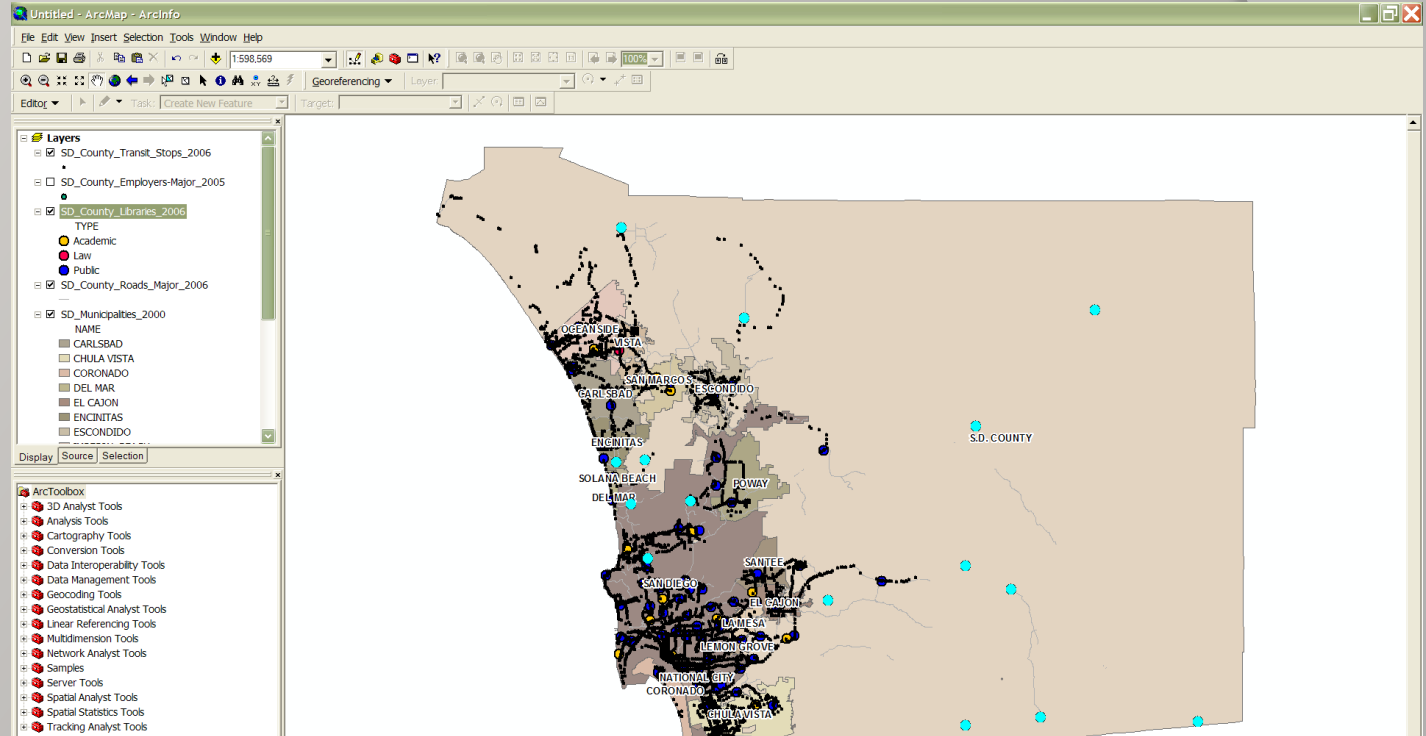 Untitled - ArcMap - ArcInfo
File Edit View Insert Selection Tools Window Help
1:598,569 100%
Georeferencing Layer:
Editor Task: Create New Feature Target:
Layers
SD_County_Transit_Stops_2006
SD_County_Employers-Major_2005
SD_County_Libraries_2006
TYPE
Academic
Law
Public
SD_County_Roads_Major_2006
SD_Municipalities_2000
NAME
CARLSBAD
CHULA VISTA
CORONADO
DEL MAR
EL CAJON
ENCINITAS
ESCONDIDO
Display Source Selection
ArcToolbox
3D Analyst Tools
Analysis Tools
Cartography Tools
Conversion Tools
Data Interoperability Tools
Data Management Tools
Geocoding Tools
Geostatistical Analyst Tools
Linear Referencing Tools
Multidimension Tools
Network Analyst Tools
Samples
Server Tools
Spatial Analyst Tools
Spatial Statistics Tools
Tracking Analyst Tools
OCEANSIDE
VISTA
SAN MARCOS
ESCONDIDO
CARLSBAD
S.D. COUNTY
ENCINITAS
SOLANA BEACH
POWAY
DEL MAR
SANTEE
SAN DIEGO
EL CAJON
LA MESA
LEMON GROVE
NATIONAL CITY
CORONADO
CHULA VISTA